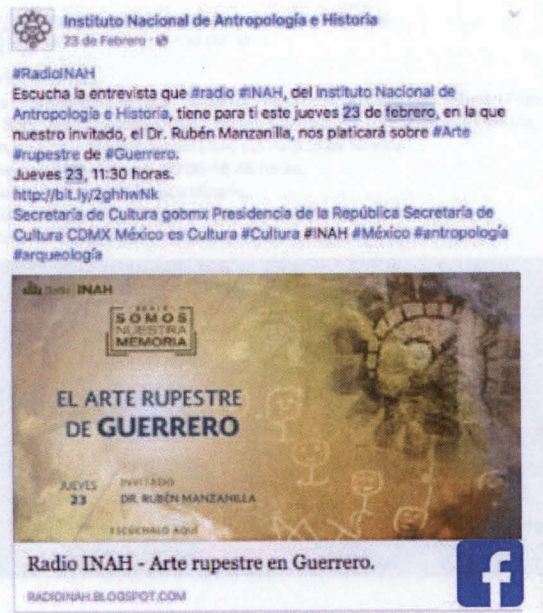 Instituto Nacional de Antropología e Historia
23 de Febrero ·
#RadioINAH
Escucha la entrevista que #radio #INAH, del Instituto Nacional de
Antropología e Historia, tiene para ti este jueves 23 de febrero, en la que
nuestro invitado, el Dr. Rubén Manzanilla, nos platicará sobre #Arte
#rupestre de #Guerrero.
Jueves 23, 11:30 horas.
http://bit.ly/2ghhwNk
Secretaría de Cultura gobmx Presidencia de la República Secretaría de
Cultura CDMX México es Cultura #Cultura #INAH #México #antropología
#arqueología
Radio INAH
SERIE
SOMOS
NUESTRA
MEMORIA
EL ARTE RUPESTRE
DE GUERRERO
JUEVES
23
INVITADO
DR. RUBÉN MANZANILLA
ESCÚCHALO AQUÍ
Radio INAH - Arte rupestre en Guerrero.
RADIOINAH.BLOGSPOT.COM
f